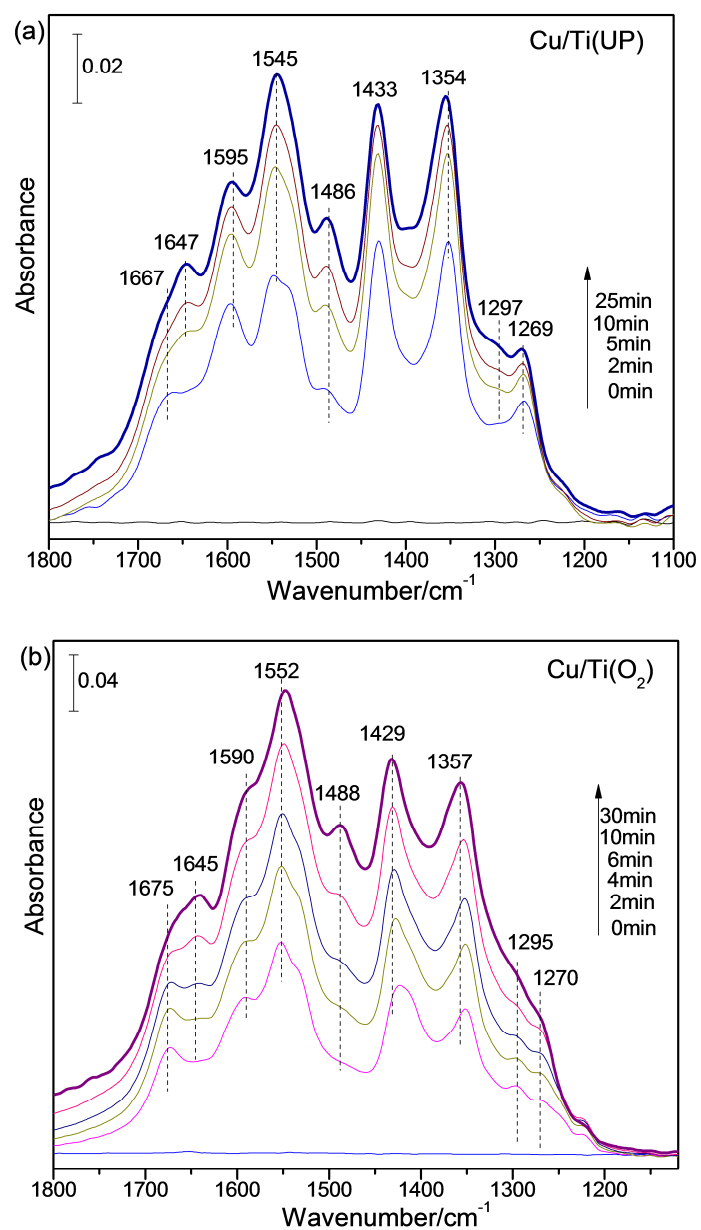 (a)
Cu/Ti(UP)
0.02
1545
1433
1354
1595
1486
1647
1667
1297
1269
25min
10min
5min
2min
0min
Absorbance
1800 1700 1600 1500 1400 1300 1200 1100
Wavenumber/cm⁻¹
(b)
Cu/Ti(O₂)
0.04
1552
1429
1357
1590
1488
1645
1675
1295
1270
30min
10min
6min
4min
2min
0min
Absorbance
1800 1700 1600 1500 1400 1300 1200
Wavenumber/cm⁻¹